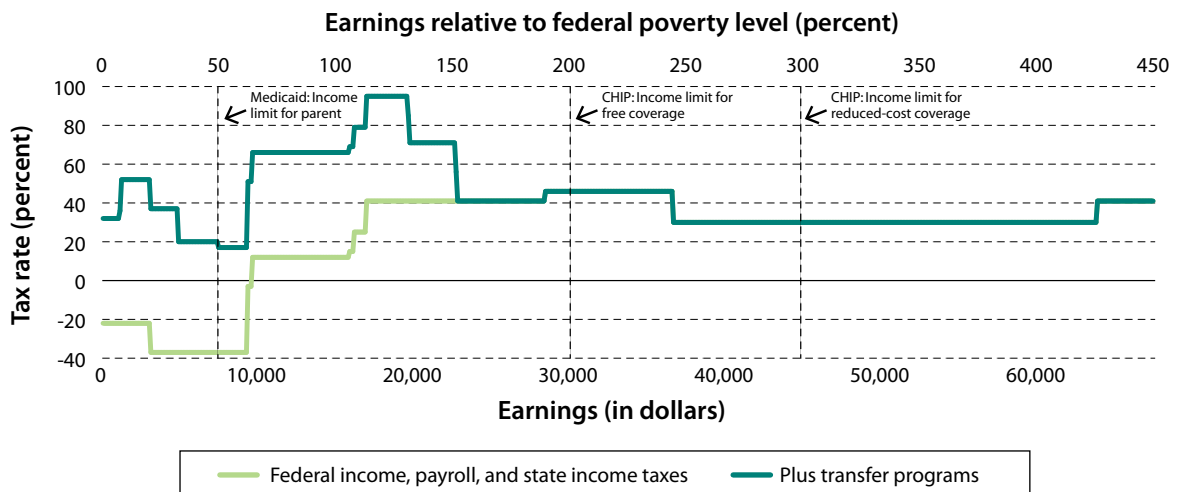 Earnings relative to federal poverty level (percent)
0 50 100 150 200 250 300 350 400 450
Tax rate (percent)
100
80
60
40
20
0
-20
-40
Medicaid: Income
limit for parent
CHIP: Income limit for
free coverage
CHIP: Income limit for
reduced-cost coverage
0 10,000 20,000 30,000 40,000 50,000 60,000
Earnings (in dollars)
Federal income, payroll, and state income taxes
Plus transfer programs